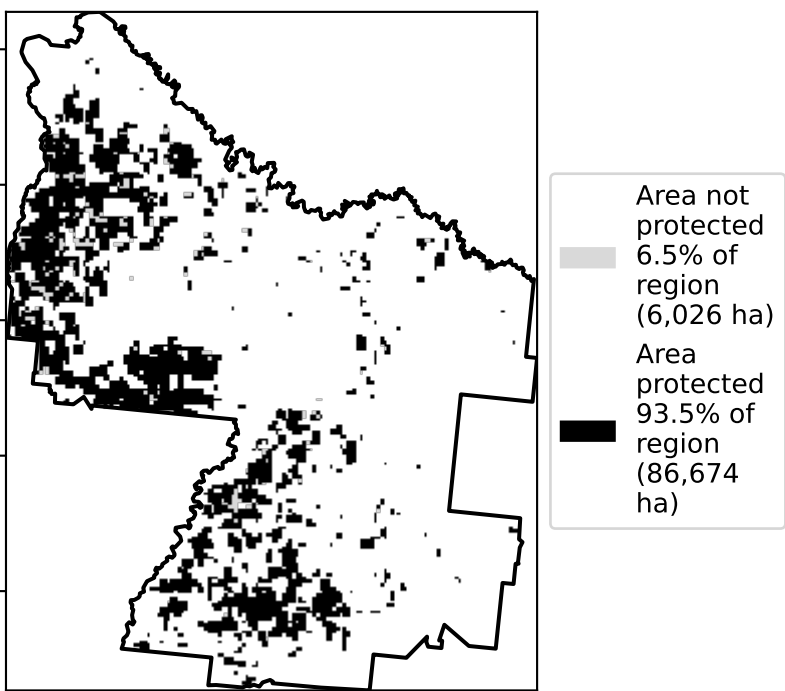 Area not
protected
6.5% of
region
(6,026 ha)
Area
protected
93.5% of
region
(86,674
ha)